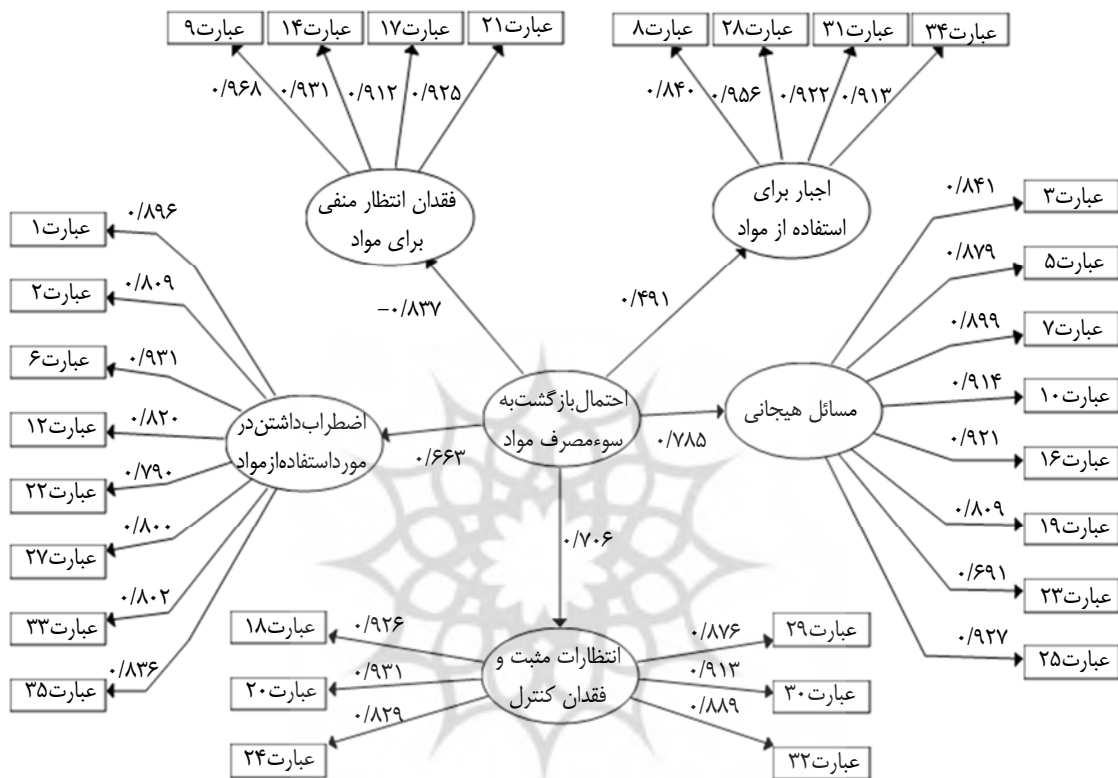 عبارت۳۴
عبارت۳۱
عبارت۲۸
عبارت۸
عبارت۲۱
عبارت۱۷
عبارت۱۴
عبارت۹
۰/۹۱۳
۰/۹۲۲
۰/۹۵۶
۰/۸۴۰
۰/۹۲۵
۰/۹۱۲
۰/۹۳۱
۰/۹۶۸
اجبار برای
استفاده از مواد
فقدان انتظار منفی
برای مواد
عبارت۳
۰/۸۴۱
عبارت۵
۰/۸۷۹
عبارت۷
۰/۸۹۹
عبارت۱۰
۰/۹۱۴
عبارت۱۶
۰/۹۲۱
عبارت۱۹
۰/۸۰۹
عبارت۲۳
۰/۶۹۱
عبارت۲۵
۰/۹۲۷
مسائل هیجانی
۰/۴۹۱
−۰/۸۳۷
۰/۷۸۵
احتمال‌بازگشت‌به
سوءمصرف مواد
۰/۶۶۳
۰/۷۰۶
اضطراب‌داشتن‌در
مورداستفاده‌ازمواد
۰/۸۹۶
عبارت۱
۰/۸۰۹
عبارت۲
۰/۹۳۱
عبارت۶
۰/۸۲۰
عبارت۱۲
۰/۷۹۰
عبارت۲۲
۰/۸۰۰
عبارت۲۷
۰/۸۰۲
عبارت۳۳
۰/۸۳۶
عبارت۳۵
انتظارات مثبت و
فقدان کنترل
عبارت۲۹
۰/۸۷۶
عبارت۳۰
۰/۹۱۳
عبارت۳۲
۰/۸۸۹
۰/۹۲۶
عبارت۱۸
۰/۹۳۱
عبارت۲۰
۰/۸۲۹
عبارت۲۴